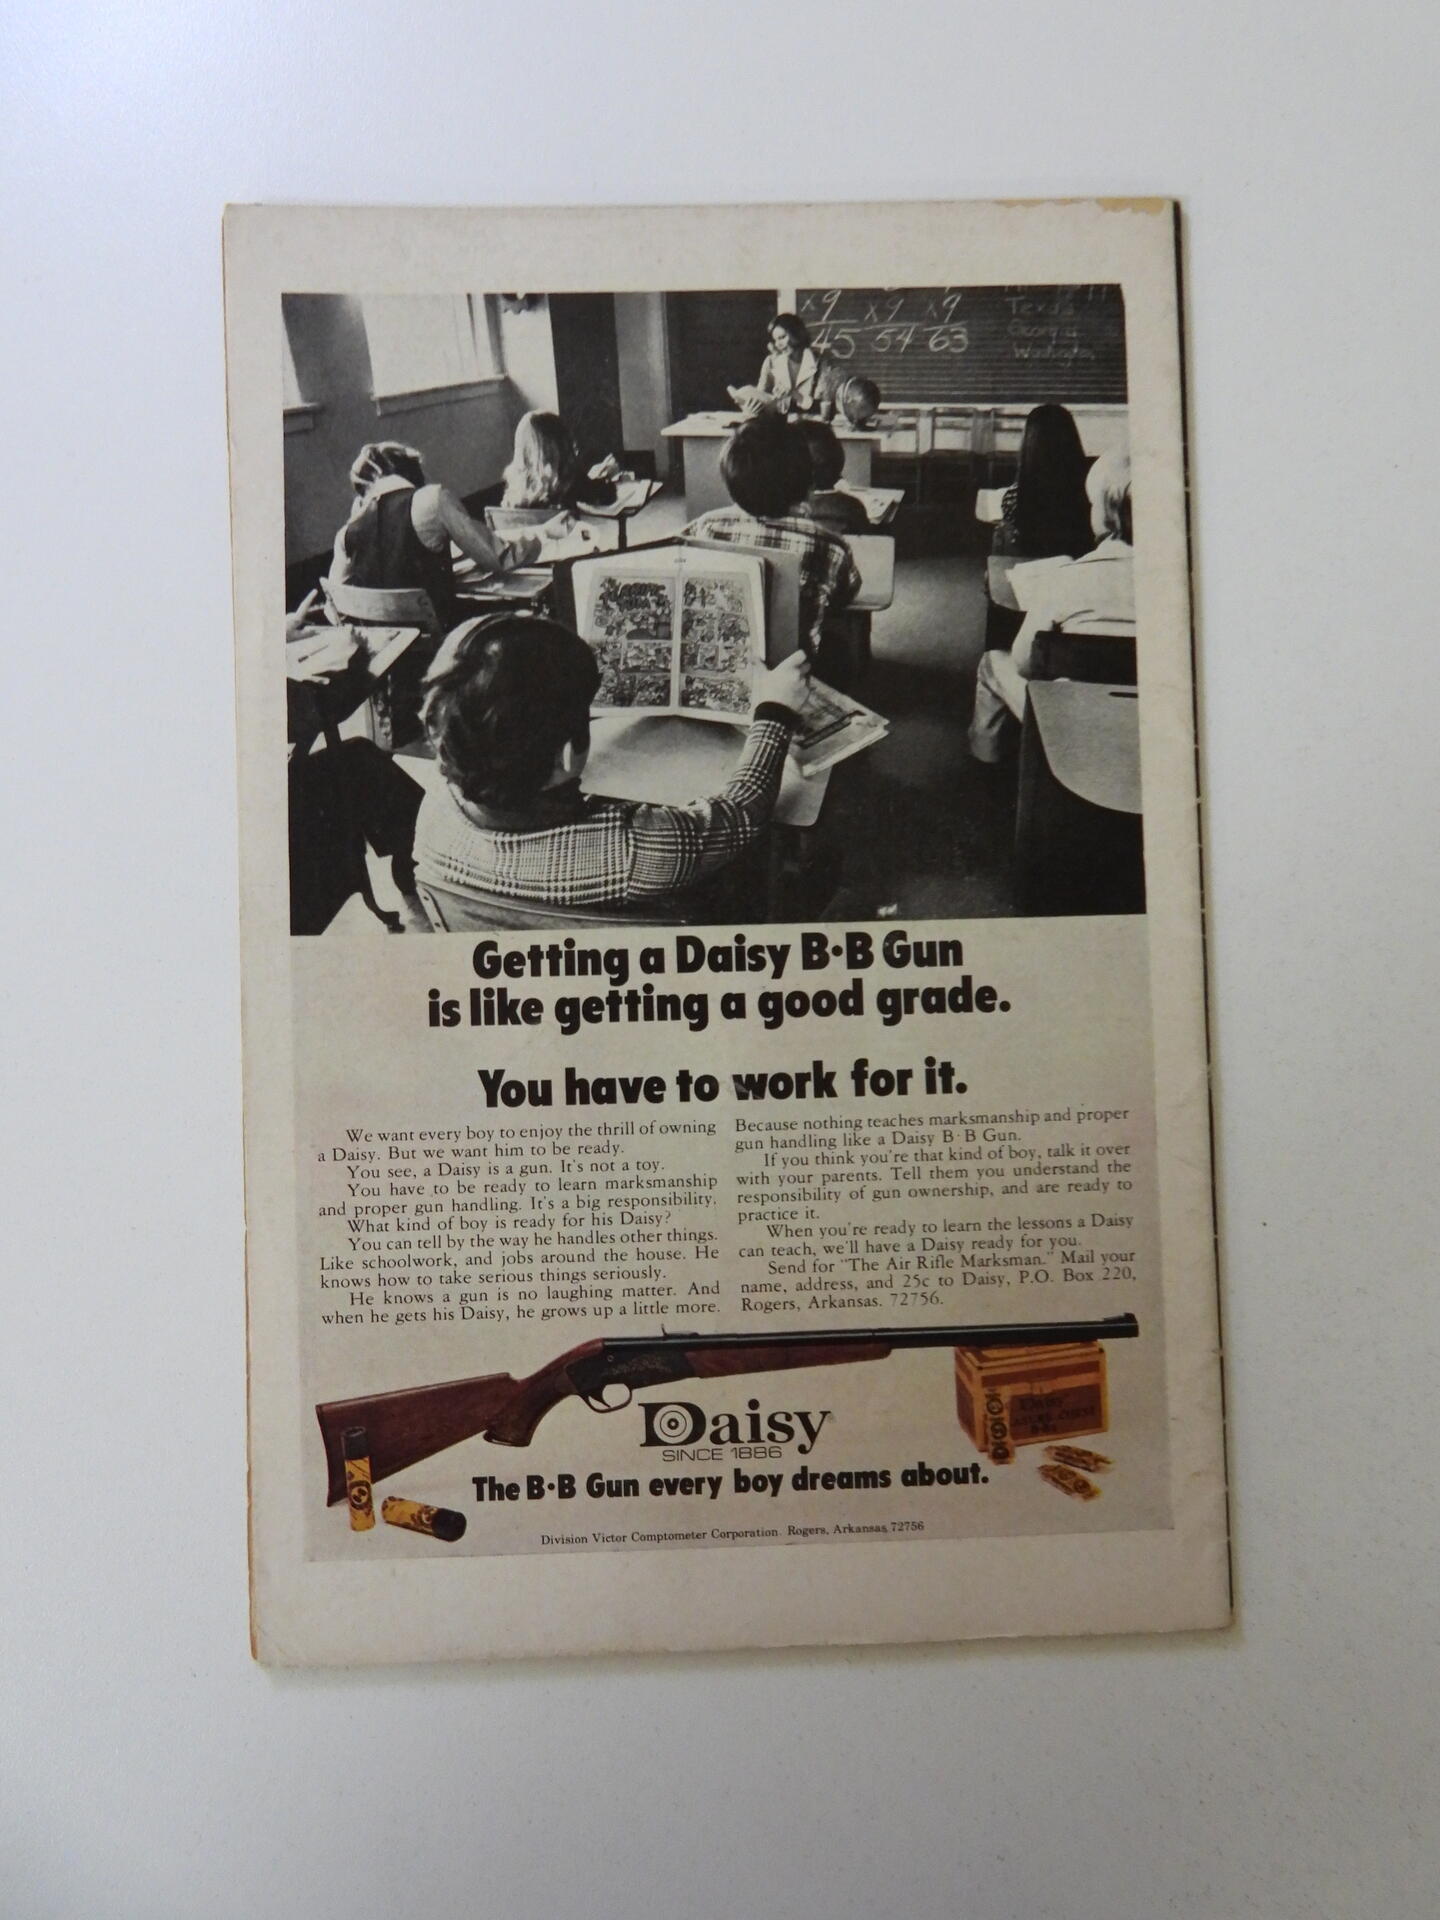 x9 x9 x9
45 54 63
Texas
Georgia
Washington
Getting a Daisy B·B Gun
is like getting a good grade.
You have to work for it.
We want every boy to enjoy the thrill of owning
a Daisy. But we want him to be ready.
You see, a Daisy is a gun. It's not a toy.
You have to be ready to learn marksmanship
and proper gun handling. It's a big responsibility.
What kind of boy is ready for his Daisy?
You can tell by the way he handles other things.
Like schoolwork, and jobs around the house. He
knows how to take serious things seriously.
He knows a gun is no laughing matter. And
when he gets his Daisy, he grows up a little more.
Because nothing teaches marksmanship and proper
gun handling like a Daisy B·B Gun.
If you think you're that kind of boy, talk it over
with your parents. Tell them you understand the
responsibility of gun ownership, and are ready to
practice it.
When you're ready to learn the lessons a Daisy
can teach, we'll have a Daisy ready for you.
Send for "The Air Rifle Marksman." Mail your
name, address, and 25c to Daisy, P.O. Box 220,
Rogers, Arkansas. 72756.
Daisy
SINCE 1886
The B·B Gun every boy dreams about.
Division Victor Comptometer Corporation. Rogers, Arkansas 72756